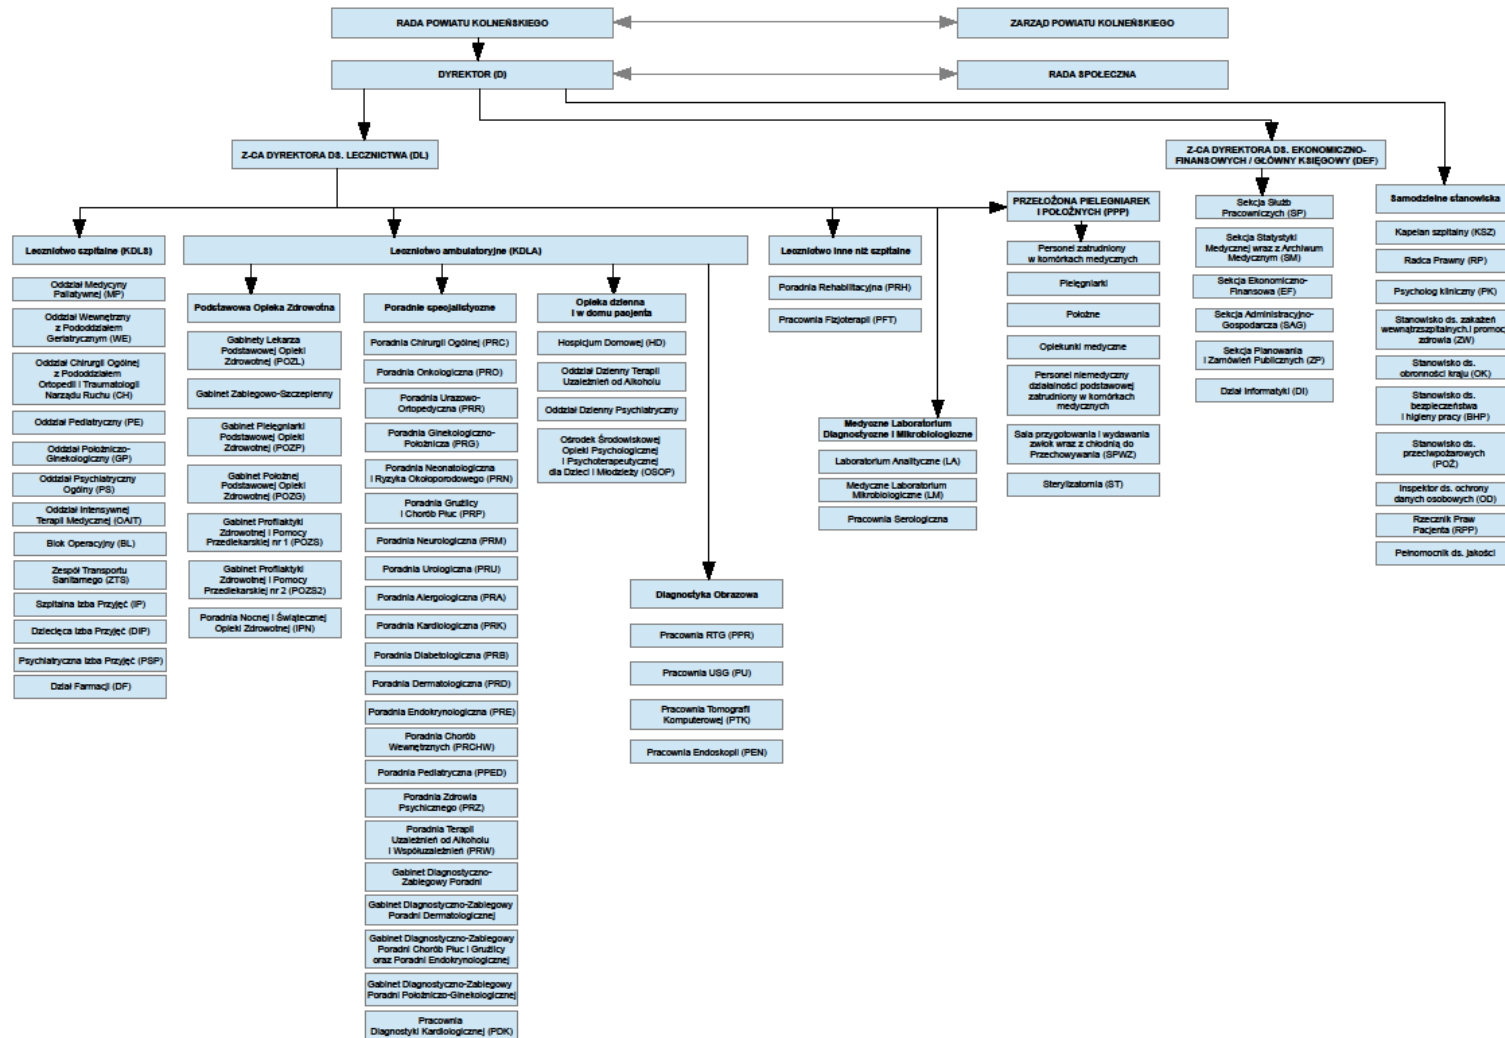 RADA POWIATU KOLNEŃSKIEGO
ZARZĄD POWIATU KOLNEŃSKIEGO
DYREKTOR (D)
RADA SPOŁECZNA
Z-CA DYREKTORA DS. LECZNICTWA (DL)
Z-CA DYREKTORA DS. EKONOMICZNO-
FINANSOWYCH / GŁÓWNY KSIĘGOWY (DEF)
Lecznictwo szpitalne (KDLS)
Oddział Medycyny
Paliatywnej (MP)
Oddział Wewnętrzny
z Pododdziałem
Geriatrycznym (WE)
Oddział Chirurgii Ogólnej
z Pododdziałem
Ortopedii i Traumatologii
Narządu Ruchu (CH)
Oddział Pediatryczny (PE)
Oddział Położniczo-
Ginekologiczny (GP)
Oddział Psychiatryczny
Ogólny (PS)
Oddział Intensywnej
Terapii Medycznej (OAIT)
Blok Operacyjny (BL)
Zespół Transportu
Sanitarnego (ZTS)
Szpitalna Izba Przyjęć (IP)
Dziecięca Izba Przyjęć (DIP)
Psychiatryczna Izba Przyjęć (PSP)
Dział Farmacji (DF)
Lecznictwo ambulatoryjne (KDLA)
Podstawowa Opieka Zdrowotna
Gabinety Lekarza
Podstawowej Opieki
Zdrowotnej (POZL)
Gabinet Zabiegowo-Szczepienny
Gabinet Pielęgniarki
Podstawowej Opieki
Zdrowotnej (POZP)
Gabinet Położnej
Podstawowej Opieki
Zdrowotnej (POZG)
Gabinet Profilaktyki
Zdrowotnej i Pomocy
Przedlekarskiej nr 1 (POZS)
Gabinet Profilaktyki
Zdrowotnej i Pomocy
Przedlekarskiej nr 2 (POZS2)
Poradnia Nocnej i Świątecznej
Opieki Zdrowotnej (IPN)
Poradnie specjalistyczne
Poradnia Chirurgii Ogólnej (PRC)
Poradnia Onkologiczna (PRO)
Poradnia Urazowo-
Ortopedyczna (PRR)
Poradnia Ginekologiczno-
Położnicza (PRG)
Poradnia Neonatologiczna
i Ryzyka Okołoporodowego (PRN)
Poradnia Gruźlicy
i Chorób Płuc (PRP)
Poradnia Neurologiczna (PRM)
Poradnia Urologiczna (PRU)
Poradnia Alergologiczna (PRA)
Poradnia Kardiologiczna (PRK)
Poradnia Diabetologiczna (PRB)
Poradnia Dermatologiczna (PRD)
Poradnia Endokrynologiczna (PRE)
Poradnia Chorób
Wewnętrznych (PRCHW)
Poradnia Pediatryczna (PPED)
Poradnia Zdrowia
Psychicznego (PRZ)
Poradnia Terapii
Uzależnień od Alkoholu
i Współuzależnień (PRW)
Gabinet Diagnostyczno-
Zabiegowy Poradni
Gabinet Diagnostyczno-Zabiegowy
Poradni Dermatologicznej
Gabinet Diagnostyczno-Zabiegowy
Poradni Chorób Płuc i Gruźlicy
oraz Poradni Endokrynologicznej
Gabinet Diagnostyczno-Zabiegowy
Poradni Położniczo-Ginekologicznej
Pracownia
Diagnostyki Kardiologicznej (PDK)
Opieka dzienna
i w domu pacjenta
Hospicjum Domowej (HD)
Oddział Dzienny Terapii
Uzależnień od Alkoholu
Oddział Dzienny Psychiatryczny
Ośrodek Środowiskowej
Opieki Psychologicznej
i Psychoterapeutycznej
dla Dzieci i Młodzieży (OSOP)
Diagnostyka Obrazowa
Pracownia RTG (PPR)
Pracownia USG (PU)
Pracownia Tomografii
Komputerowej (PTK)
Pracownia Endoskopii (PEN)
Lecznictwo inne niż szpitalne
Poradnia Rehabilitacyjna (PRH)
Pracownia Fizjoterapii (PFT)
Medyczne Laboratorium
Diagnostyczne i Mikrobiologiczne
Laboratorium Analityczne (LA)
Medyczne Laboratorium
Mikrobiologiczne (LM)
Pracownia Serologiczna
PRZEŁOŻONA PIELEGNIAREK
I POŁOŻNYCH (PPP)
Personel zatrudniony
w komórkach medycznych
Pielęgniarki
Położne
Opiekunki medyczne
Personel niemedyczny
działalności podstawowej
zatrudniony w komórkach
medycznych
Sala przygotowania i wydawania
zwłok wraz z chłodnią do
Przechowywania (SPWZ)
Sterylizatornia (ST)
Sekcja Służb
Pracowniczych (SP)
Sekcja Statystyki
Medycznej wraz z Archiwum
Medycznym (SM)
Sekcja Ekonomiczno-
Finansowa (EF)
Sekcja Administracyjno-
Gospodarcza (SAG)
Sekcja Planowania
i Zamówień Publicznych (ZP)
Dział Informatyki (DI)
Samodzielne stanowiska
Kapelan szpitalny (KSZ)
Radca Prawny (RP)
Psycholog kliniczny (PK)
Stanowisko ds. zakażeń
wewnątrzszpitalnych.i promocji
zdrowia (ZW)
Stanowisko ds.
obronności kraju (OK)
Stanowisko ds.
bezpieczeństwa
i higieny pracy (BHP)
Stanowisko ds.
przeciwpożarowych
(POŻ)
Inspektor ds. ochrony
danych osobowych (OD)
Rzecznik Praw
Pacjenta (RPP)
Pełnomocnik ds. jakości